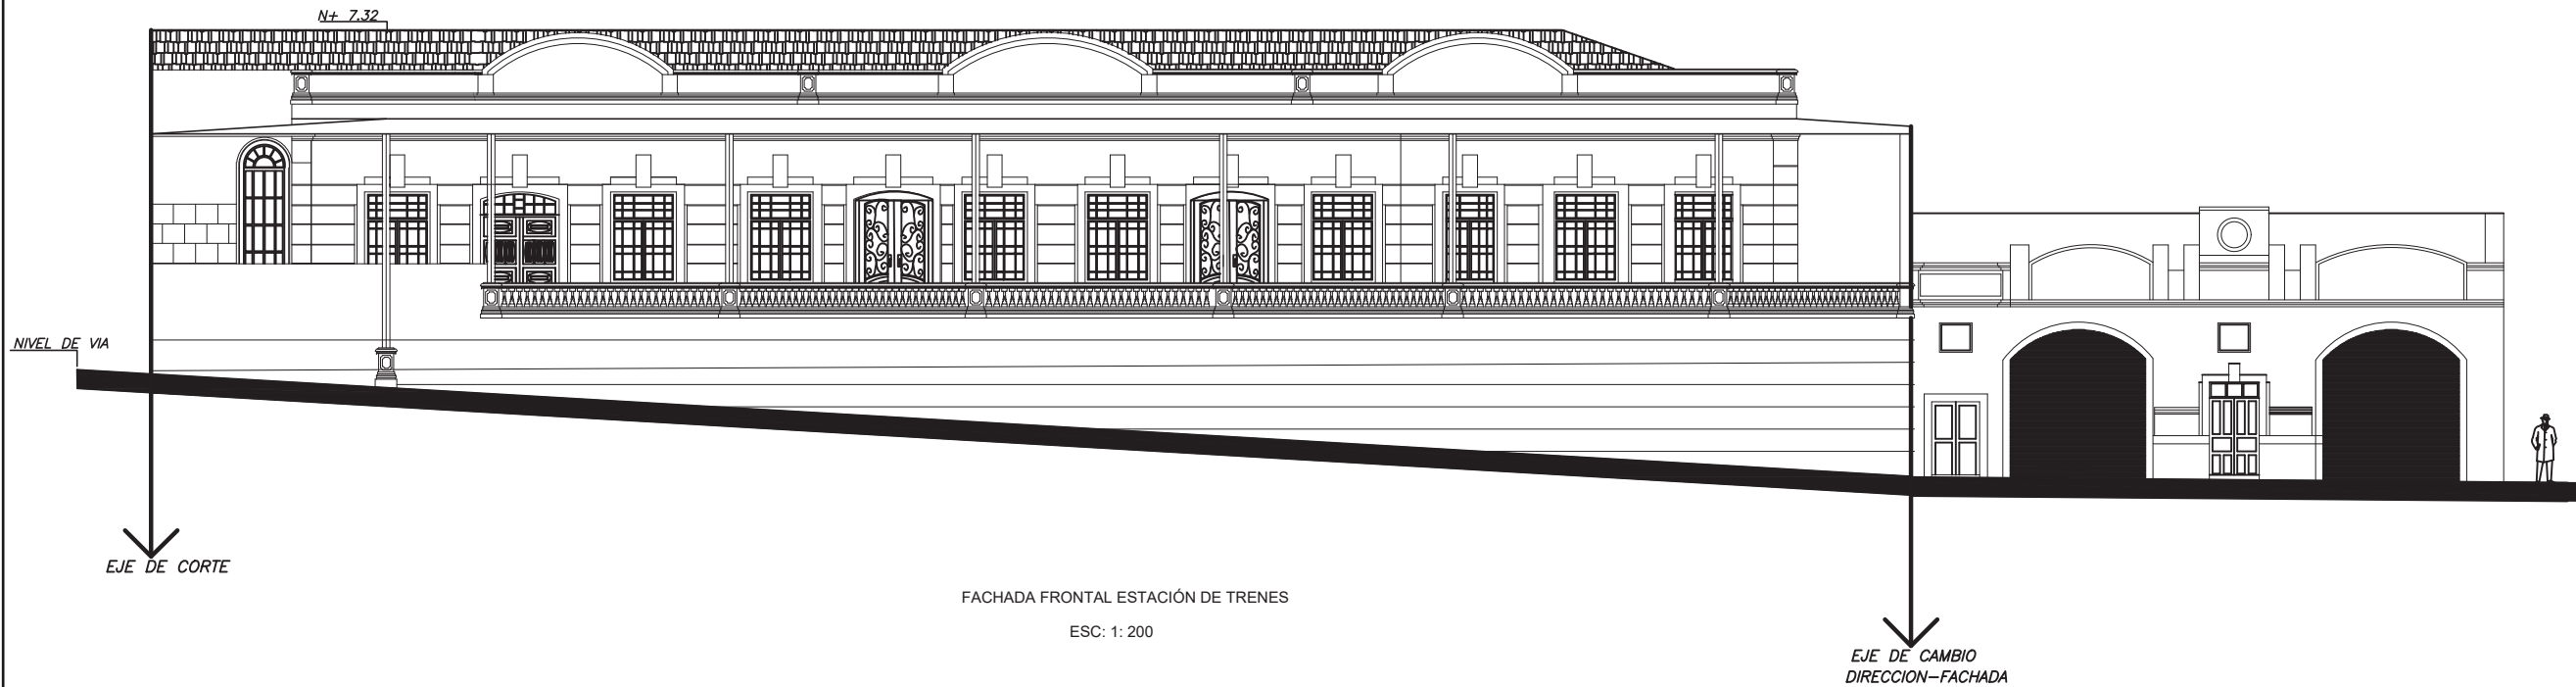 N+ 7.32
NIVEL DE VIA
EJE DE CORTE
FACHADA FRONTAL ESTACIÓN DE TRENES
ESC: 1: 200
EJE DE CAMBIO
DIRECCION-FACHADA